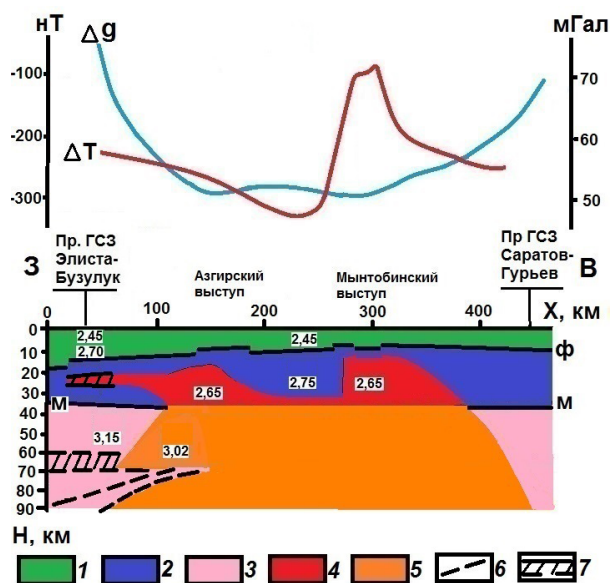 нТ мГал
Δg
-100 70
-200 60
ΔT
-300 50
Пр. ГСЗ Пр ГСЗ
Элиста- Саратов-
Бузулук Гурьев
З Азгирский Мынтобинский В
выступ выступ
0 100 200 300 400 Х, км
0 2,45 2,45
10 2,70 ф
20 2,65 2,75 2,65
30
М М
40
50 3,15
60 3,02
70
80
90
Н, км
1 2 3 4 5 6 7